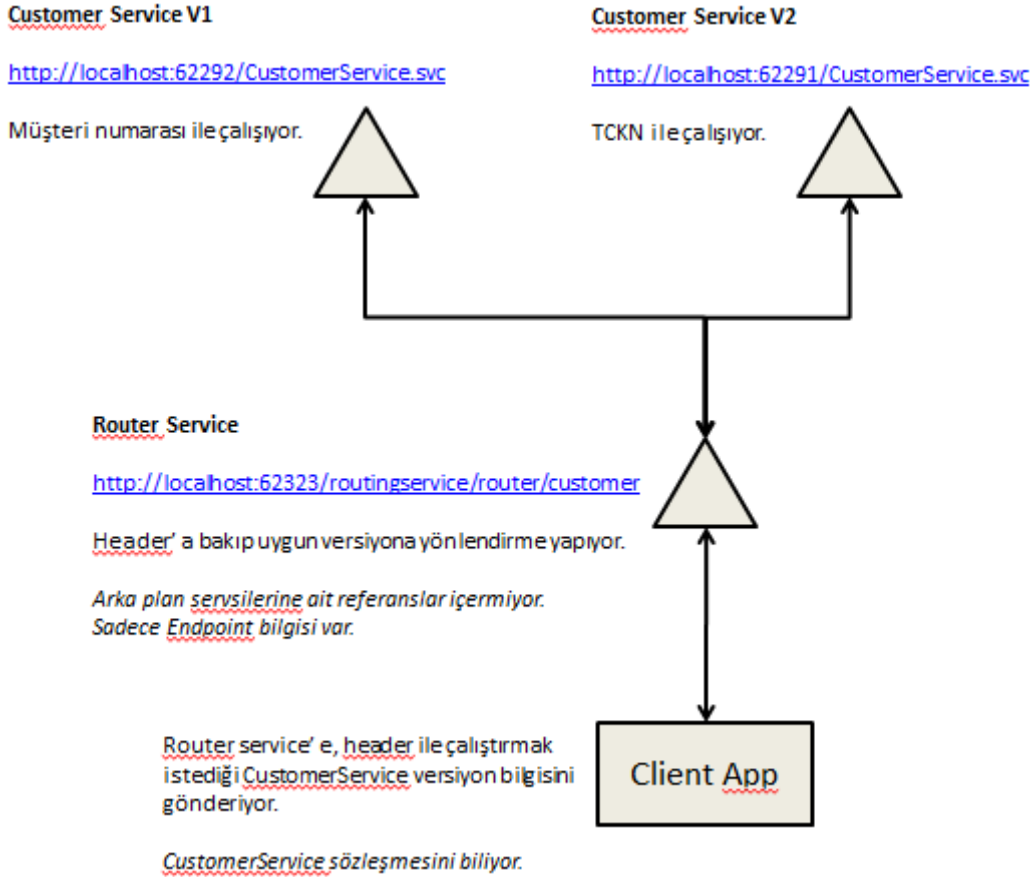 Customer Service V1
http://localhost:62292/CustomerService.svc
Müşteri numarası ile çalışıyor.
Customer Service V2
http://localhost:62291/CustomerService.svc
TCKN ile çalışıyor.
Router Service
http://localhost:62323/routingservice/router/customer
Header' a bakıp uygun versiyona yönlendirme yapıyor.
Arka plan servsilerine ait referanslar içermiyor.
Sadece Endpoint bilgisi var.
Router service' e, header ile çalıştırmak
istediği CustomerService versiyon bilgisini
gönderiyor.
CustomerService sözleşmesini biliyor.
Client App